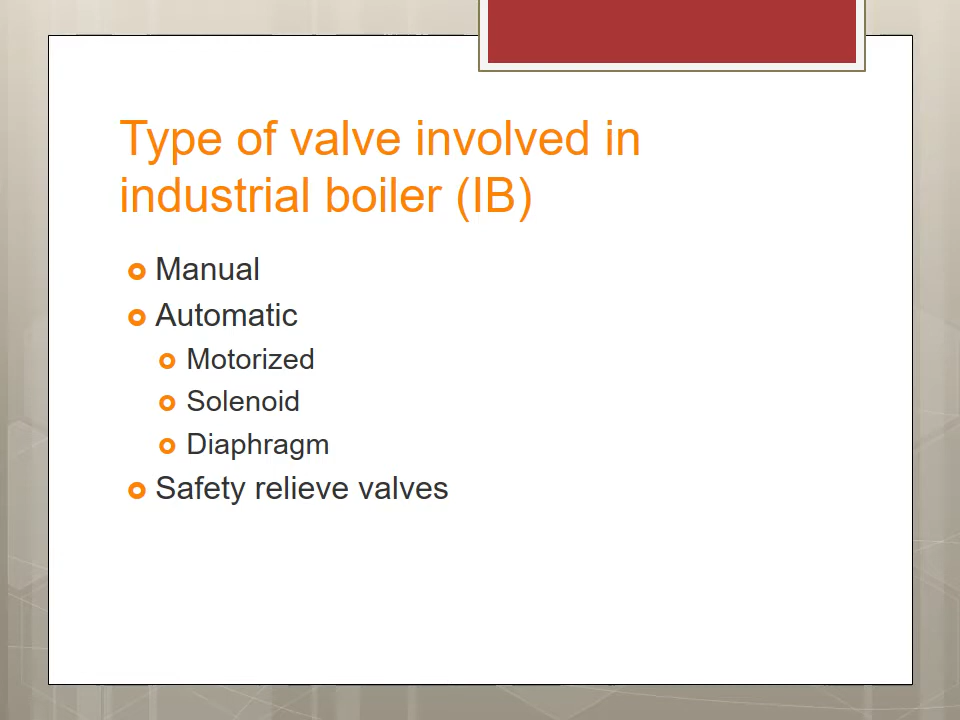 Type of valve involved in
industrial boiler (IB)
Manual
Automatic
Motorized
Solenoid
Diaphragm
Safety relieve valves